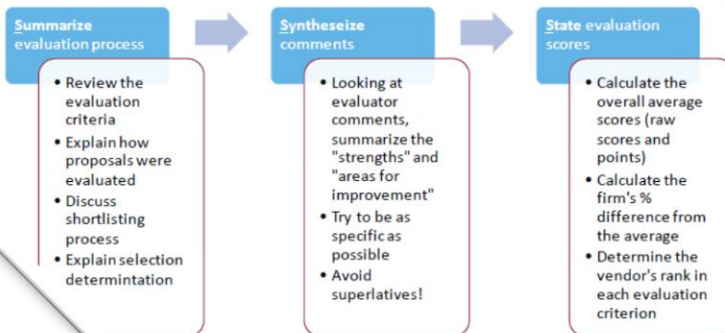 Summarize
evaluation process
• Review the
evaluation
criteria
• Explain how
proposals were
evaluated
• Discuss
shortlisting
process
• Explain selection
determintation
Syntheseize
comments
• Looking at
evaluator
comments,
summarize the
"strengths" and
"areas for
improvement"
• Try to be as
specific as
possible
• Avoid
superlatives!
State evaluation
scores
• Calculate the
overall average
scores (raw
scores and
points)
• Calculate the
firm's %
difference from
the average
• Determine the
vendor's rank in
each evaluation
criterion